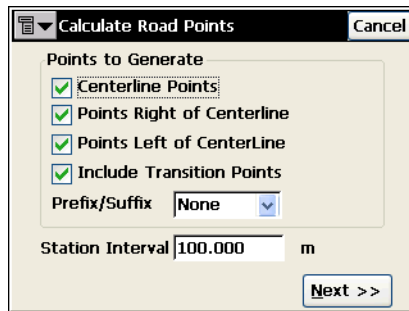 Calculate Road Points Cancel
Points to Generate
Centerline Points
Points Right of Centerline
Points Left of CenterLine
Include Transition Points
Prefix/Suffix None
Station Interval 100.000 m
Next >>